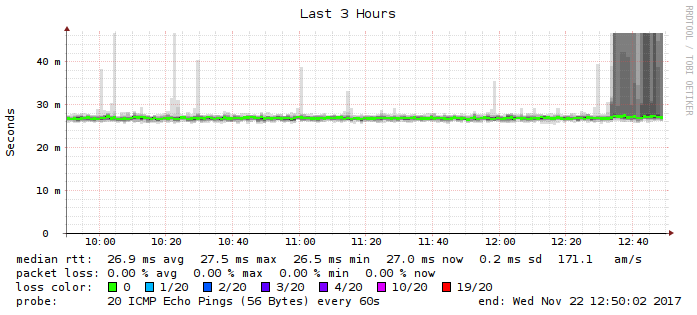 Last 3 Hours
RRDTOOL / TOBI OETIKER
Seconds
40 m
30 m
20 m
10 m
0
10:00 10:20 10:40 11:00 11:20 11:40 12:00 12:20 12:40
median rtt: 26.9 ms avg 27.5 ms max 26.5 ms min 27.0 ms now 0.2 ms sd 171.1 am/s
packet loss: 0.00 % avg 0.00 % max 0.00 % min 0.00 % now
loss color: 0 1/20 2/20 3/20 4/20 10/20 19/20
probe: 20 ICMP Echo Pings (56 Bytes) every 60s end: Wed Nov 22 12:50:02 2017